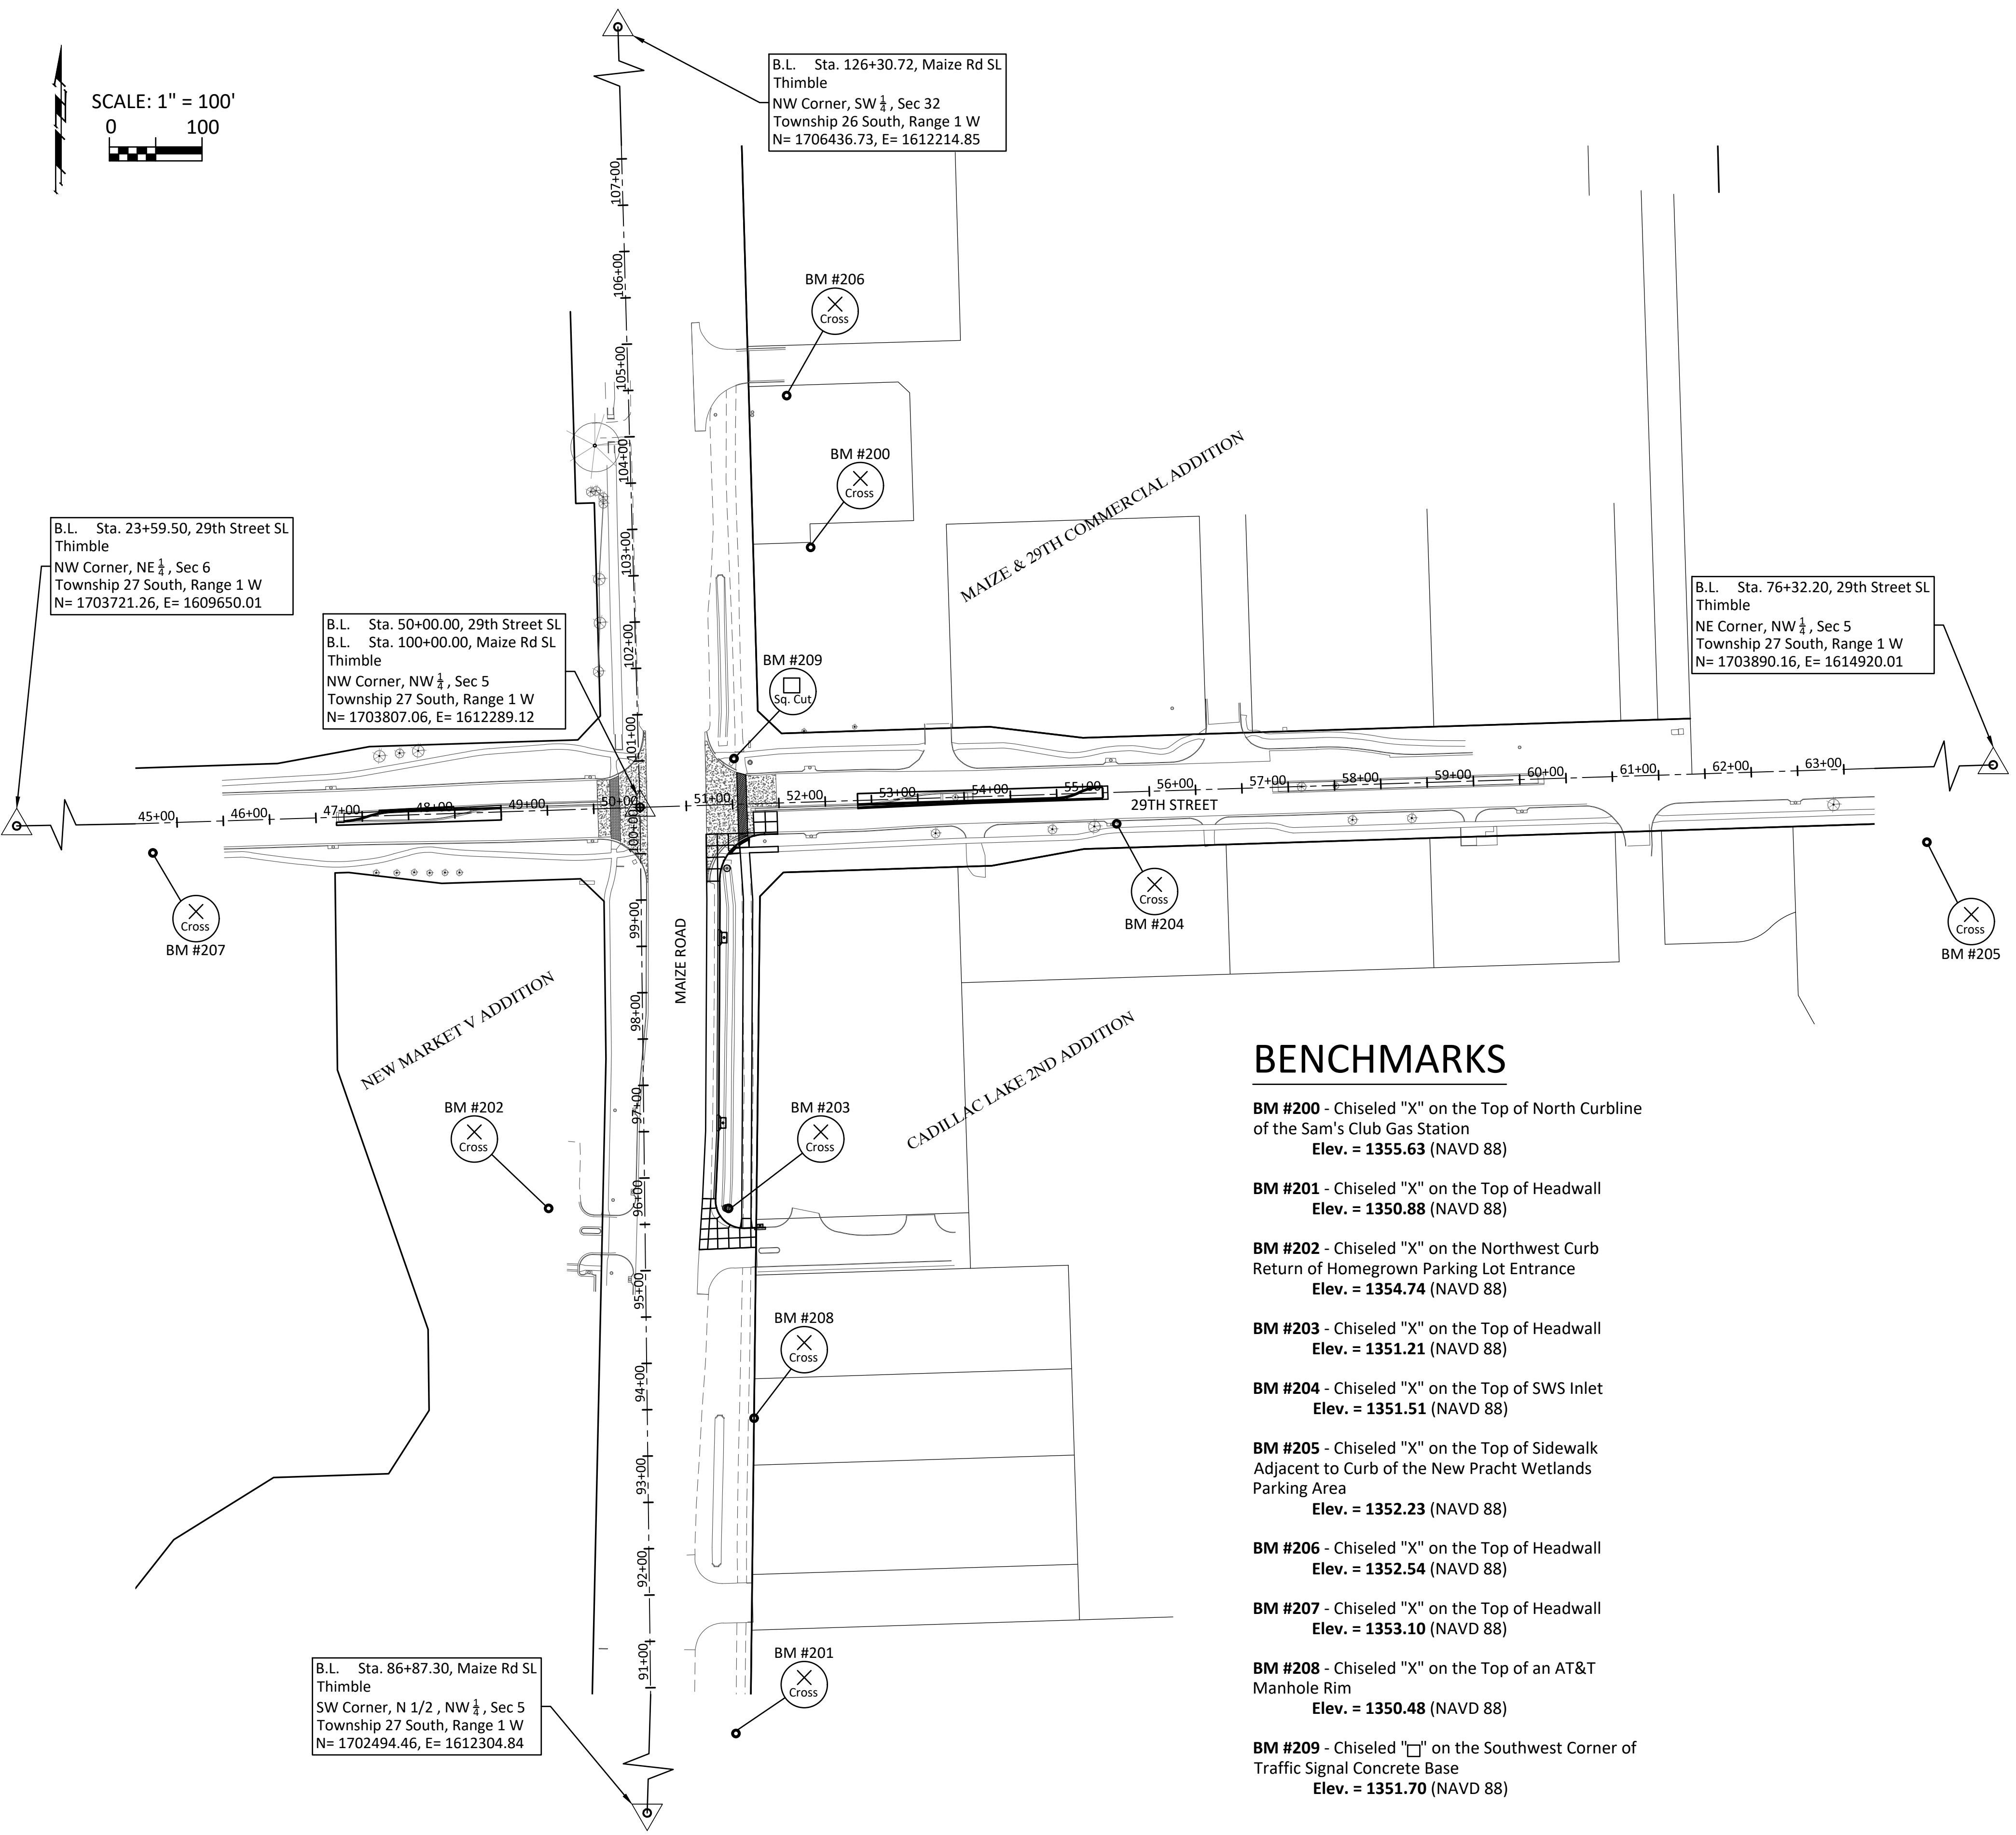 B.L. Sta. 126+30.72, Maize Rd SL
Thimble
NW Corner, SW 1/4, Sec 32
Township 26 South, Range 1 W
N= 1706436.73, E= 1612214.85
SCALE: 1" = 100'
0 100
107+00
106+00
105+00
104+00
103+00
102+00
101+00
100+00
99+00
98+00
97+00
96+00
95+00
94+00
93+00
92+00
91+00
BM #206
Cross
BM #200
Cross
MAIZE & 29TH COMMERCIAL ADDITION
B.L. Sta. 23+59.50, 29th Street SL
Thimble
NW Corner, NE 1/4, Sec 6
Township 27 South, Range 1 W
N= 1703721.26, E= 1609650.01
B.L. Sta. 50+00.00, 29th Street SL
B.L. Sta. 100+00.00, Maize Rd SL
Thimble
NW Corner, NW 1/4, Sec 5
Township 27 South, Range 1 W
N= 1703807.06, E= 1612289.12
B.L. Sta. 76+32.20, 29th Street SL
Thimble
NE Corner, NW 1/4, Sec 5
Township 27 South, Range 1 W
N= 1703890.16, E= 1614920.01
BM #209
Sq. Cut
45+00 46+00 47+00 48+00 49+00 50+00 51+00 52+00 53+00 54+00 55+00 56+00 57+00 58+00 59+00 60+00 61+00 62+00 63+00
29TH STREET
Cross
BM #207
Cross
BM #204
Cross
BM #205
MAIZE ROAD
NEW MARKET V ADDITION
CADILLAC LAKE 2ND ADDITION
BM #202
Cross
BM #203
Cross
BM #208
Cross
BM #201
Cross
B.L. Sta. 86+87.30, Maize Rd SL
Thimble
SW Corner, N 1/2 , NW 1/4, Sec 5
Township 27 South, Range 1 W
N= 1702494.46, E= 1612304.84
BENCHMARKS
BM #200 - Chiseled "X" on the Top of North Curbline
of the Sam's Club Gas Station
Elev. = 1355.63 (NAVD 88)
BM #201 - Chiseled "X" on the Top of Headwall
Elev. = 1350.88 (NAVD 88)
BM #202 - Chiseled "X" on the Northwest Curb
Return of Homegrown Parking Lot Entrance
Elev. = 1354.74 (NAVD 88)
BM #203 - Chiseled "X" on the Top of Headwall
Elev. = 1351.21 (NAVD 88)
BM #204 - Chiseled "X" on the Top of SWS Inlet
Elev. = 1351.51 (NAVD 88)
BM #205 - Chiseled "X" on the Top of Sidewalk
Adjacent to Curb of the New Pracht Wetlands
Parking Area
Elev. = 1352.23 (NAVD 88)
BM #206 - Chiseled "X" on the Top of Headwall
Elev. = 1352.54 (NAVD 88)
BM #207 - Chiseled "X" on the Top of Headwall
Elev. = 1353.10 (NAVD 88)
BM #208 - Chiseled "X" on the Top of an AT&T
Manhole Rim
Elev. = 1350.48 (NAVD 88)
BM #209 - Chiseled "□" on the Southwest Corner of
Traffic Signal Concrete Base
Elev. = 1351.70 (NAVD 88)